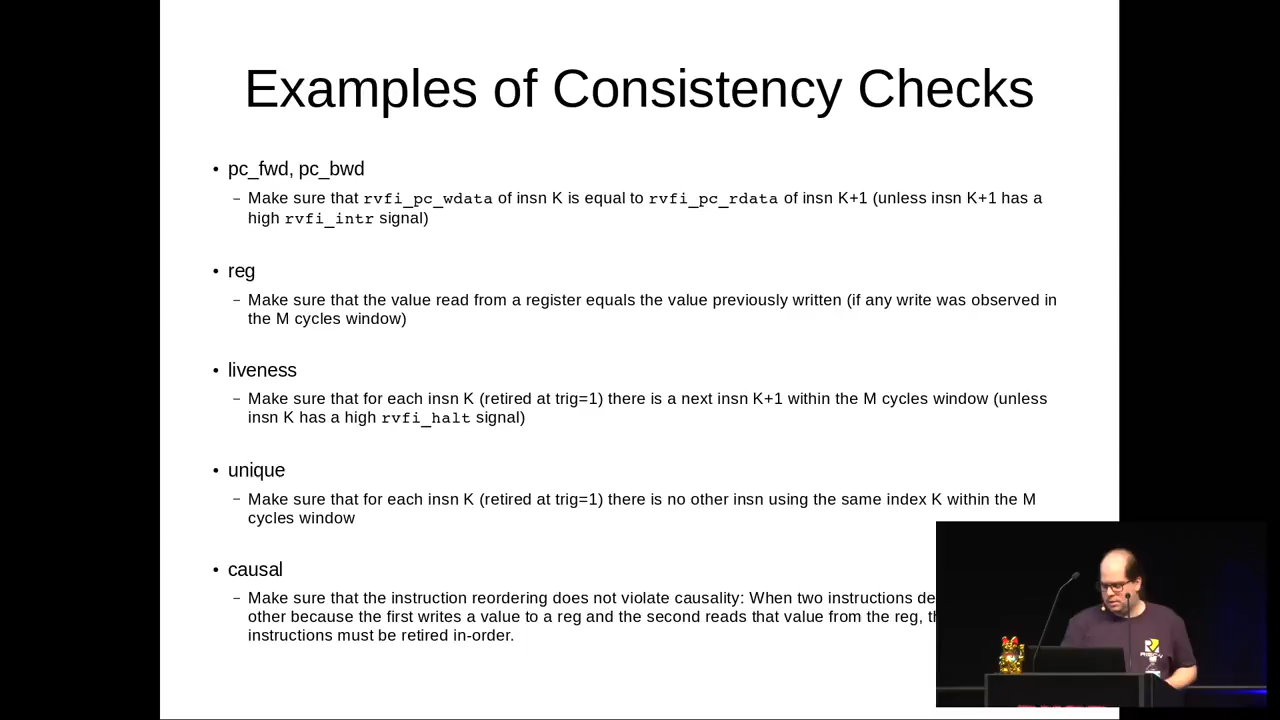 Examples of Consistency Checks
• pc_fwd, pc_bwd
– Make sure that rvfi_pc_wdata of insn K is equal to rvfi_pc_rdata of insn K+1 (unless insn K+1 has a
high rvfi_intr signal)
• reg
– Make sure that the value read from a register equals the value previously written (if any write was observed in
the M cycles window)
• liveness
– Make sure that for each insn K (retired at trig=1) there is a next insn K+1 within the M cycles window (unless
insn K has a high rvfi_halt signal)
• unique
– Make sure that for each insn K (retired at trig=1) there is no other insn using the same index K within the M
cycles window
• causal
– Make sure that the instruction reordering does not violate causality: When two instructions de
other because the first writes a value to a reg and the second reads that value from the reg, th
instructions must be retired in-order.
RISC-V